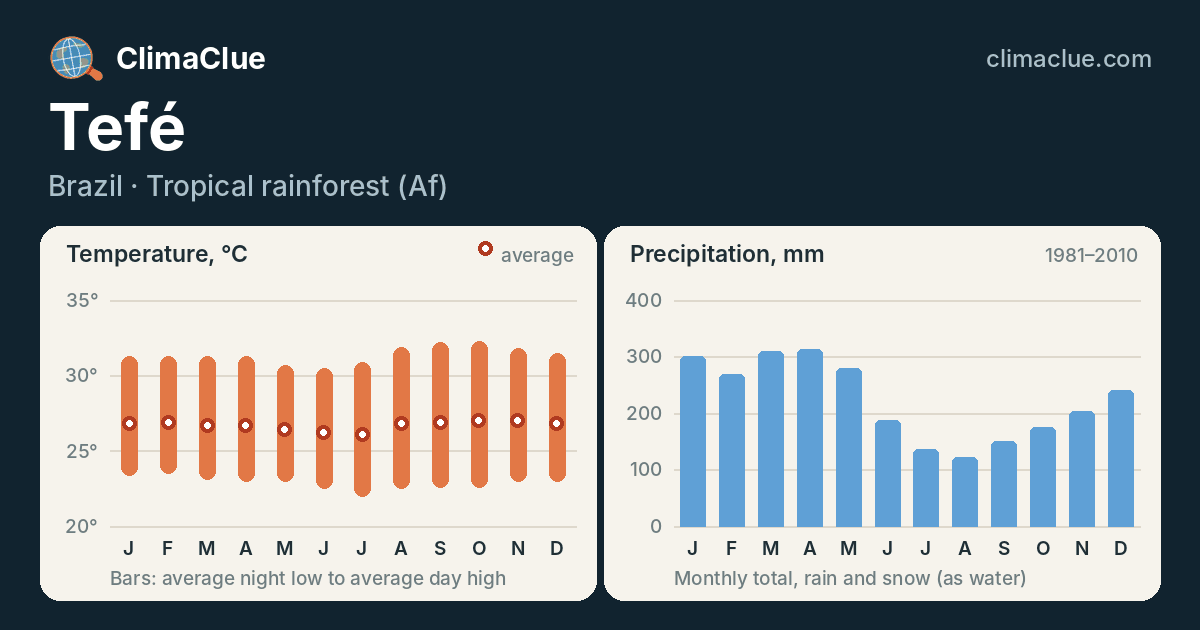 ClimaClue
climaclue.com
Tefé
Brazil · Tropical rainforest (Af)
Temperature, °C
average
35°
30°
25°
20°
J F M A M J J A S O N D
Bars: average night low to average day high
Precipitation, mm
1981–2010
400
300
200
100
0
J F M A M J J A S O N D
Monthly total, rain and snow (as water)